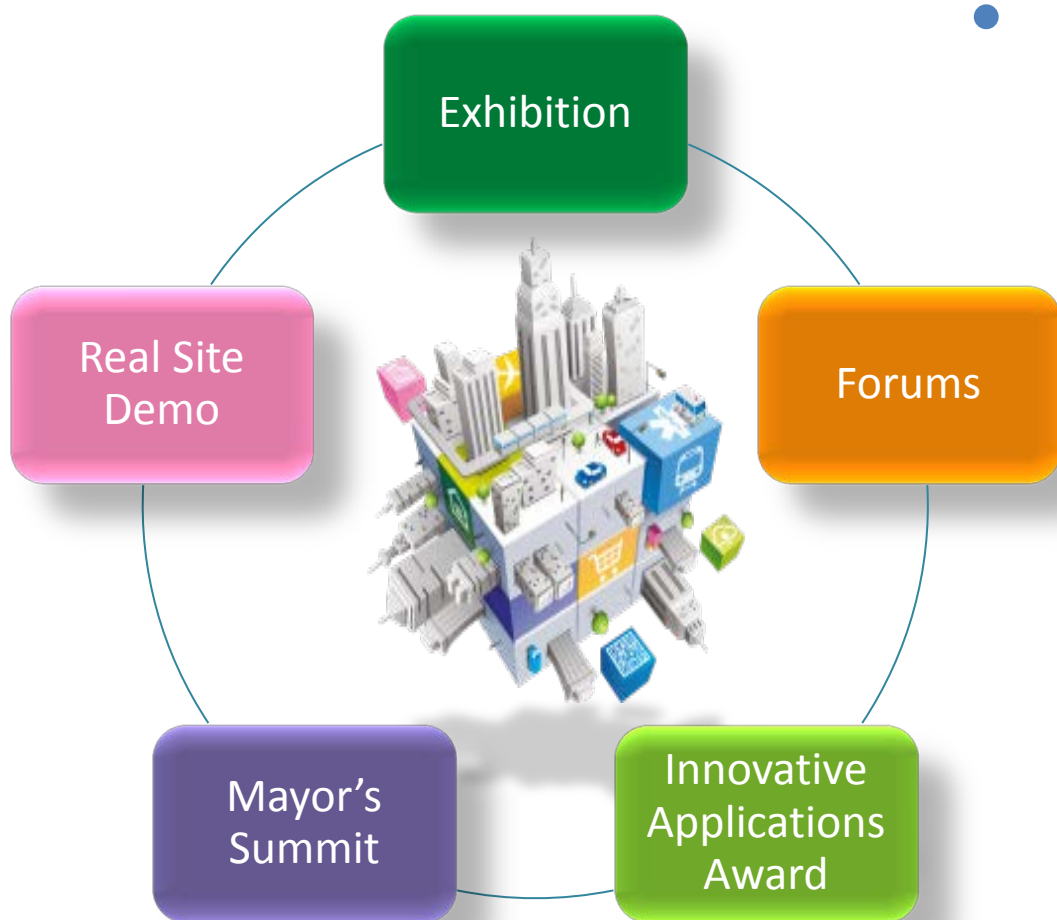 Exhibition
Forums
Innovative
Applications
Award
Mayor’s
Summit
Real Site
Demo